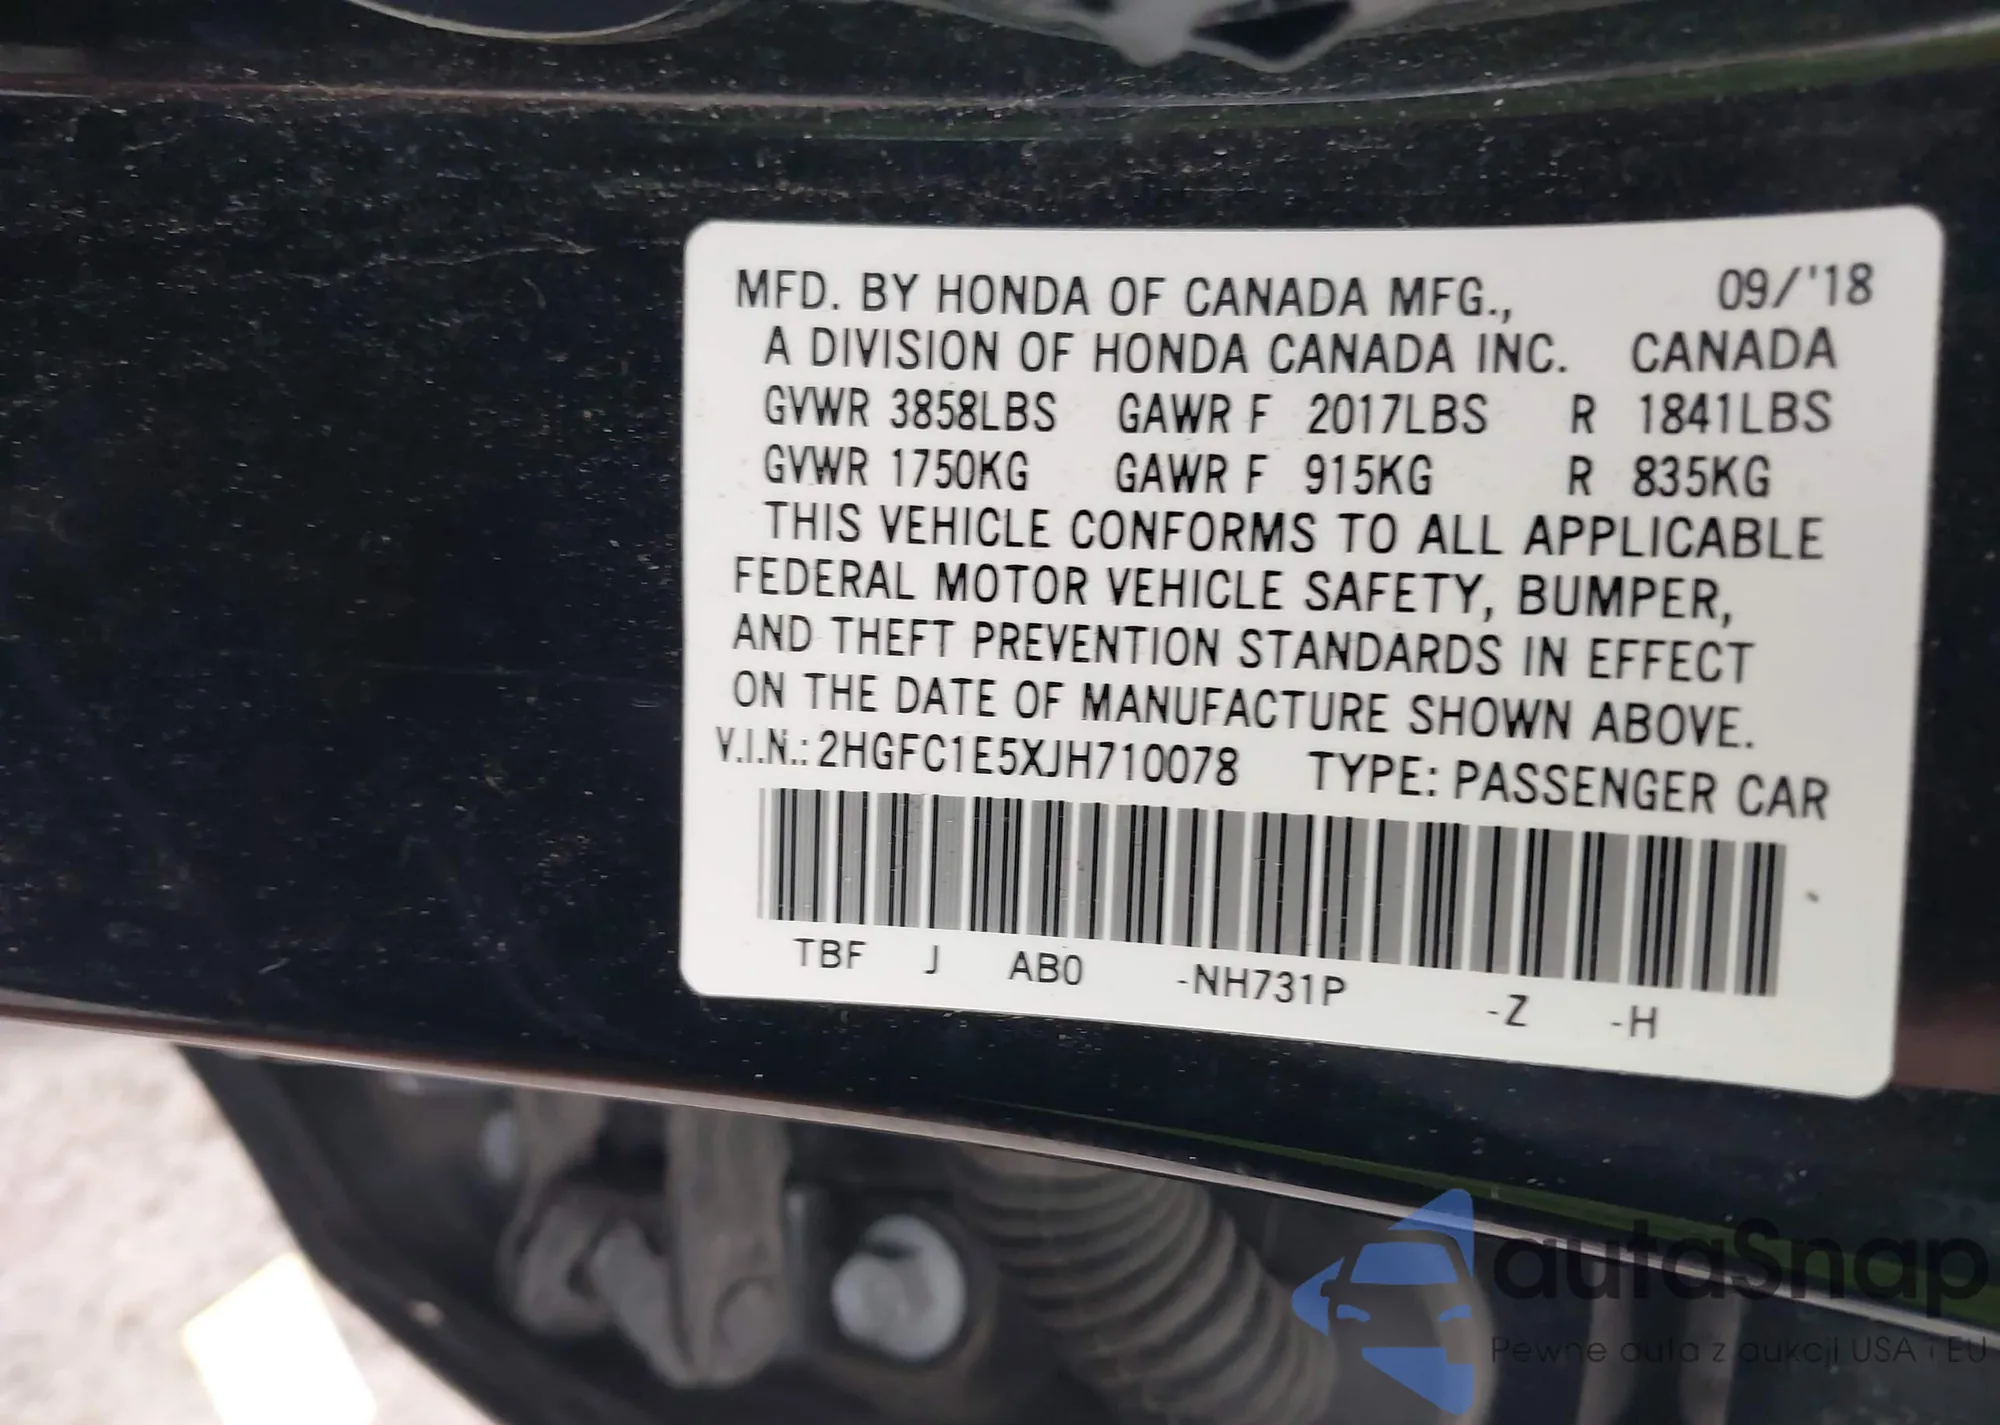 MFD. BY HONDA OF CANADA MFG., 09/'18
A DIVISION OF HONDA CANADA INC. CANADA
GVWR 3858LBS GAWR F 2017LBS R 1841LBS
GVWR 1750KG GAWR F 915KG R 835KG
THIS VEHICLE CONFORMS TO ALL APPLICABLE
FEDERAL MOTOR VEHICLE SAFETY, BUMPER,
AND THEFT PREVENTION STANDARDS IN EFFECT
ON THE DATE OF MANUFACTURE SHOWN ABOVE.
V.I.N.: 2HGFC1E5XJH710078 TYPE: PASSENGER CAR
TBF J AB0 -NH731P -Z -H
autaSnap
Pewne auta z aukcji USA i EU